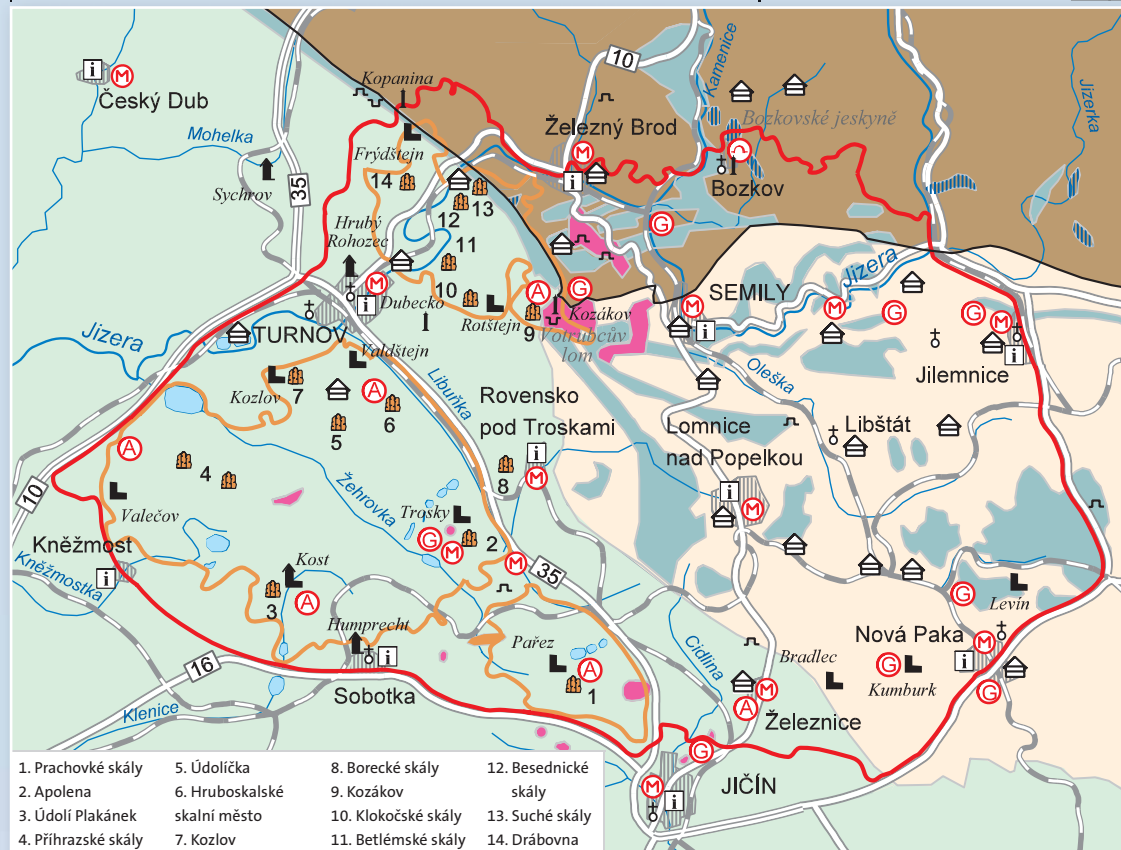 10
Kamenice
Kopanina
Bozkovské jeskyně
Jizerka
i
M
Český Dub
Mohelka
Železný Brod
M
Frýdštejn
35
14
Sychrov
i
Bozkov
13
12
Hrubý
Rohozec
11
G
Jizera
M
10
Dubecko
i
A
G
SEMILY
Rotštejn
9
Kozákov
M
i
M
G
G
M
Votrubcův
lom
Jizera
TURNOV
Valdštejn
Oleška
i
Jilemnice
Libuňka
Kozlov
7
A
Rovensko
pod Troskami
5
6
Lomnice
nad Popelkou
Libštát
A
4
i
8
M
i
M
10
Žehrovka
Valečov
Trosky
G
M
2
Kněžmost
i
Kněžmostka
Kost
M
35
3
A
G
Levín
Humprecht
Nová Paka
M
i
Pařez
Cidlina
Bradlec
G
Kumburk
G
16
i
A
1
M
A
Železnice
Sobotka
Klenice
G
M
i
JIČÍN
1. Prachovké skály
2. Apolena
3. Údolí Plakánek
4. Příhrazské skály
5. Údolíčka
6. Hruboskalské
skalní město
7. Kozlov
8. Borecké skály
9. Kozákov
10. Klokočské skály
11. Betlémské skály
12. Besednické
skály
13. Suché skály
14. Drábovna